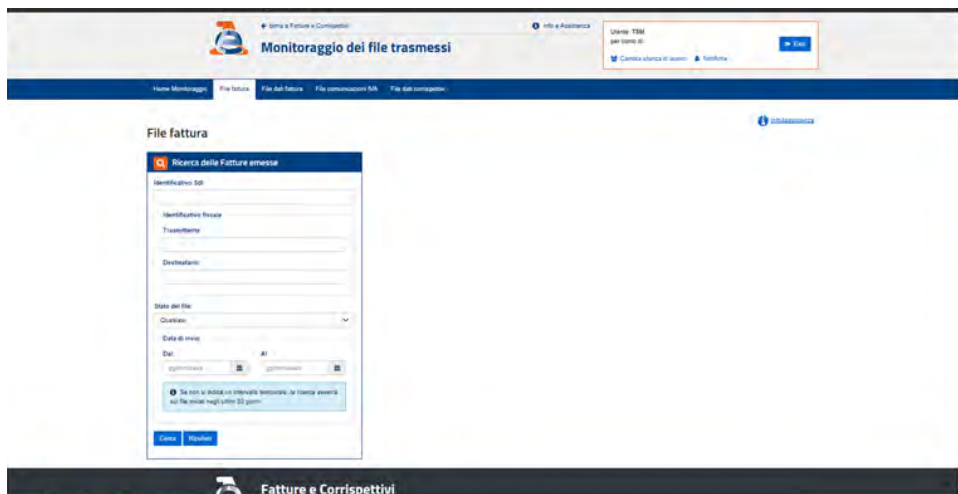 torna a Fatture e Corrispettivi
Info e Assistenza
Monitoraggio dei file trasmessi
Utente: TSM
per conto di:
Esci
Cambia utenza di lavoro
Notifiche
Home Monitoraggio
File fattura
File dati fattura
File comunicazioni IVA
File dati corrispettivi
Info/assistenza
File fattura
Ricerca delle Fatture emesse
Identificativo SdI
Identificativo fiscale
Trasmittente
Destinatario
Stato del file
Qualsiasi
Data di invio
Dal
Al
gg/mm/aaaa
gg/mm/aaaa
Se non si indica un intervallo temporale, la ricerca avverrà
sui file inviati negli ultimi
giorni
Cerca
Ripulisci
Fatture e Corrispettivi